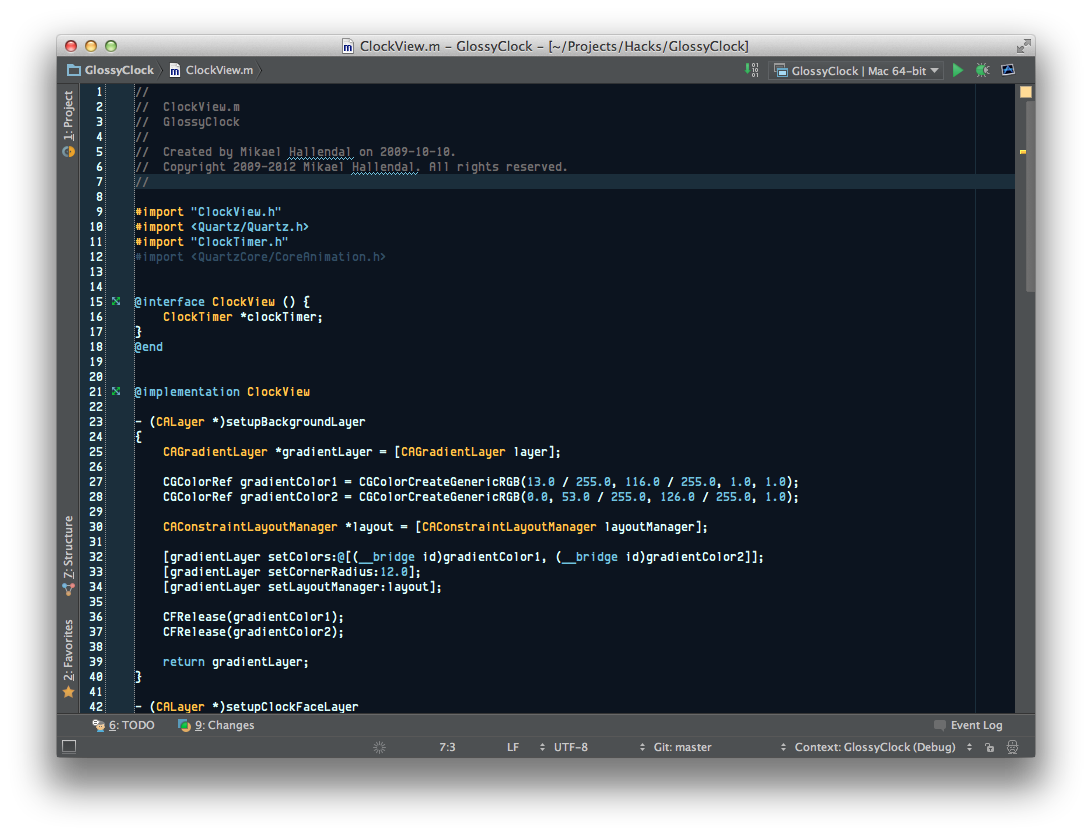 ClockView.m – GlossyClock – [~/Projects/Hacks/GlossyClock]
GlossyClock ClockView.m GlossyClock | Mac 64-bit
1: Project
Z: Structure
2: Favorites
1 //
2 //  ClockView.m
3 //  GlossyClock
4 //
5 //  Created by Mikael Hallendal on 2009-10-10.
6 //  Copyright 2009-2012 Mikael Hallendal. All rights reserved.
7 //
8
9 #import "ClockView.h"
10 #import <Quartz/Quartz.h>
11 #import "ClockTimer.h"
12 #import <QuartzCore/CoreAnimation.h>
13
14
15 @interface ClockView () {
16     ClockTimer *clockTimer;
17 }
18 @end
19
20
21 @implementation ClockView
22
23 - (CALayer *)setupBackgroundLayer
24 {
25     CAGradientLayer *gradientLayer = [CAGradientLayer layer];
26
27     CGColorRef gradientColor1 = CGColorCreateGenericRGB(13.0 / 255.0, 116.0 / 255.0, 1.0, 1.0);
28     CGColorRef gradientColor2 = CGColorCreateGenericRGB(0.0, 53.0 / 255.0, 126.0 / 255.0, 1.0);
29
30     CAConstraintLayoutManager *layout = [CAConstraintLayoutManager layoutManager];
31
32     [gradientLayer setColors:@[(__bridge id)gradientColor1, (__bridge id)gradientColor2]];
33     [gradientLayer setCornerRadius:12.0];
34     [gradientLayer setLayoutManager:layout];
35
36     CFRelease(gradientColor1);
37     CFRelease(gradientColor2);
38
39     return gradientLayer;
40 }
41
42 - (CALayer *)setupClockFaceLayer
6: TODO 9: Changes Event Log
7:3 LF UTF-8 Git: master Context: GlossyClock (Debug)